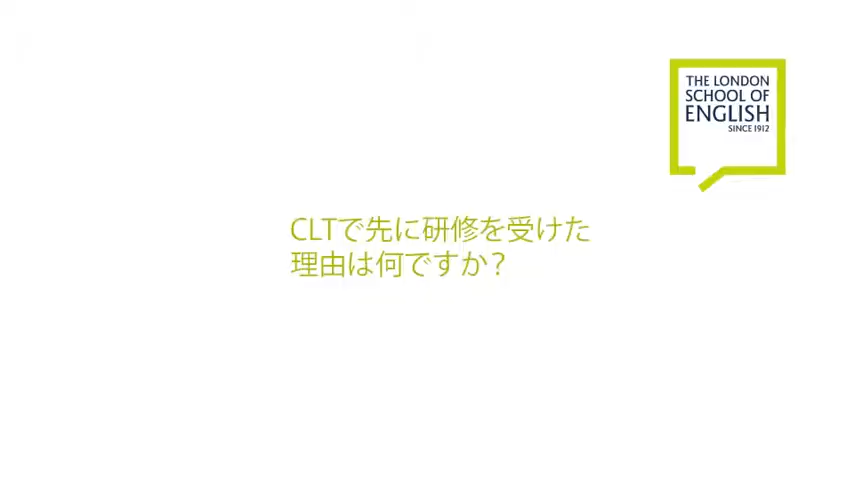 THE LONDON
SCHOOL OF
ENGLISH
SINCE 1912
CLTで先に研修を受けた
理由は何ですか？